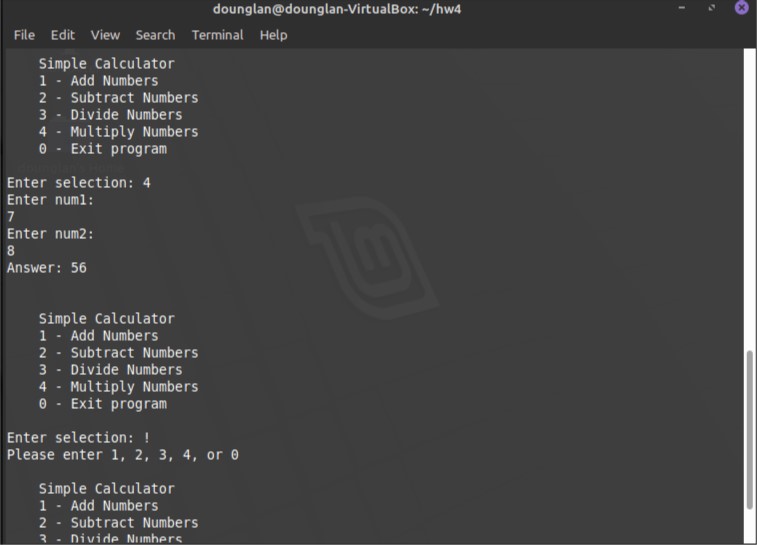 dounglan@dounglan-VirtualBox: ~/hw4
File Edit View Search Terminal Help
Simple Calculator
1 - Add Numbers
2 - Subtract Numbers
3 - Divide Numbers
4 - Multiply Numbers
0 - Exit program
Enter selection: 4
Enter num1:
7
Enter num2:
8
Answer: 56
Simple Calculator
1 - Add Numbers
2 - Subtract Numbers
3 - Divide Numbers
4 - Multiply Numbers
0 - Exit program
Enter selection: !
Please enter 1, 2, 3, 4, or 0
Simple Calculator
1 - Add Numbers
2 - Subtract Numbers
3 - Divide Numbers